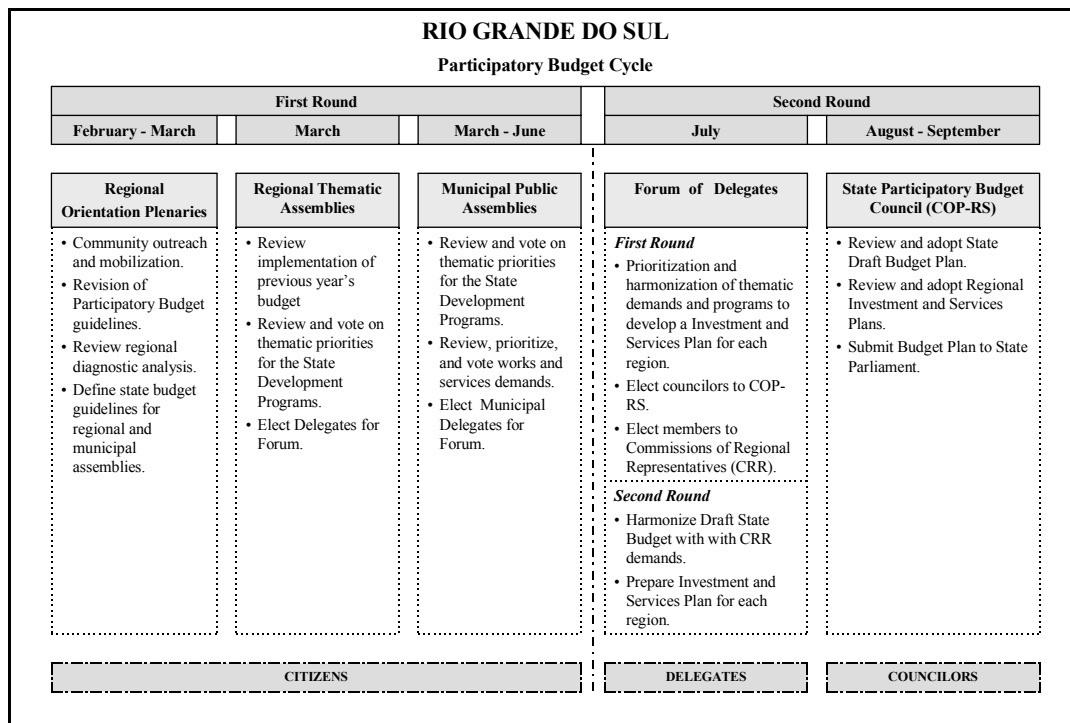 RIO GRANDE DO SUL
Participatory Budget Cycle
First Round
Second Round
February - March
March
March - June
July
August - September
Regional
Orientation Plenaries
• Community outreach
and mobilization.
• Revision of
Participatory Budget
guidelines.
• Review regional
diagnostic analysis.
• Define state budget
guidelines for
regional and
municipal
assemblies.
Regional Thematic
Assemblies
• Review
implementation of
previous year's
budget
• Review and vote on
thematic priorities
for the State
Development
Programs.
• Elect Delegates for
Forum.
Municipal Public
Assemblies
• Review and vote on
thematic priorities
for the State
Development
Programs.
• Review, prioritize,
and vote works and
services demands.
• Elect Municipal
Delegates for
Forum.
Forum of Delegates
First Round
• Prioritization and
harmonization of thematic
demands and programs to
develop a Investment and
Services Plan for each
region.
• Elect councilors to COP-
RS.
• Elect members to
Commissions of Regional
Representatives (CRR).
Second Round
• Harmonize Draft State
Budget with with CRR
demands.
• Prepare Investment and
Services Plan for each
region.
State Participatory Budget
Council (COP-RS)
• Review and adopt State
Draft Budget Plan.
• Review and adopt Regional
Investment and Services
Plans.
• Submit Budget Plan to State
Parliament.
CITIZENS
DELEGATES
COUNCILORS